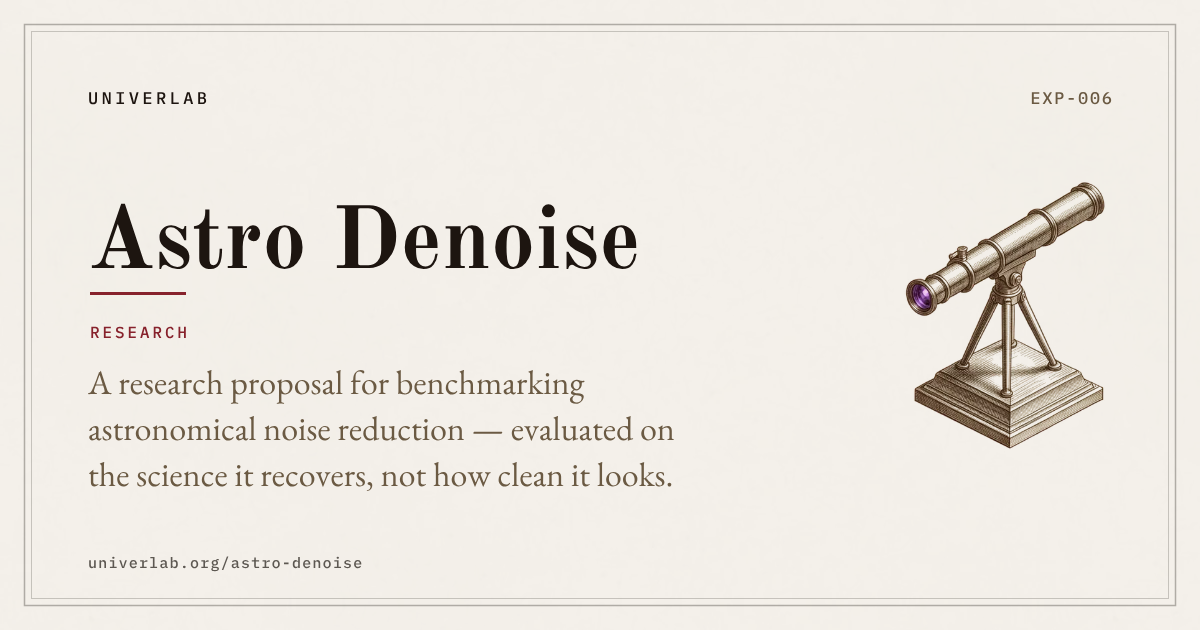 UNIVERLAB
EXP-006
Astro Denoise
RESEARCH
A research proposal for benchmarking
astronomical noise reduction — evaluated on
the science it recovers, not how clean it looks.
univerlab.org/astro-denoise